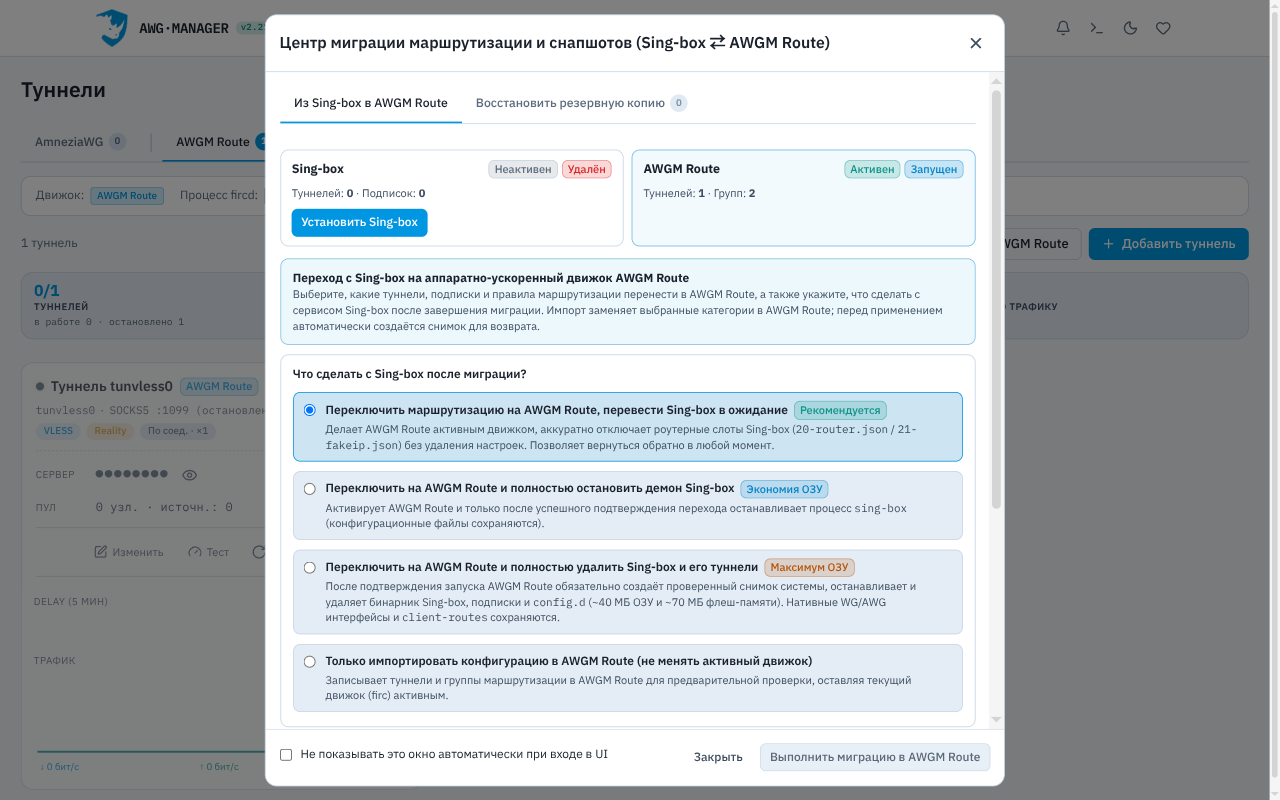 AWG·MANAGER
Центр миграции маршрутизации и снапшотов (Sing-box ⇄ AWGM Route)
Туннели
AmneziaWG 0
AWGM Route
Из Sing-box в AWGM Route
Восстановить резервную копию 0
Движок: AWGM Route Процесс fircd:
1 туннель
AWGM Route
+ Добавить туннель
Sing-box Неактивен Удалён
Туннелей: 0 · Подписок: 0
Установить Sing-box
AWGM Route Активен Запущен
Туннелей: 1 · Групп: 2
0/1
ТУННЕЛЕЙ
в работе 0 · остановлено 1
ТРАФИКУ
Переход с Sing-box на аппаратно-ускоренный движок AWGM Route
Выберите, какие туннели, подписки и правила маршрутизации перенести в AWGM Route, а также укажите, что сделать с
сервисом Sing-box после завершения миграции. Импорт заменяет выбранные категории в AWGM Route; перед применением
автоматически создаётся снимок для возврата.
Туннель tunvless0 AWGM Route
tunvless0 · SOCKS5 :1099
VLESS Reality По соед. · ×1
СЕРВЕР ●●●●●●●●
ПУЛ 0 узл. · источн.: 0
Изменить Тест
DELAY (5 МИН)
ТРАФИК
↓ 0 бит/с ↑ 0 бит/с
Что сделать с Sing-box после миграции?
Переключить маршрутизацию на AWGM Route, перевести Sing-box в ожидание Рекомендуется
Делает AWGM Route активным движком, аккуратно отключает роутерные слоты Sing-box (20-router.json / 21-
fakeip.json) без удаления настроек. Позволяет вернуться обратно в любой момент.
Переключить на AWGM Route и полностью остановить демон Sing-box Экономия ОЗУ
Активирует AWGM Route и только после успешного подтверждения перехода останавливает процесс sing-box
(конфигурационные файлы сохраняются).
Переключить на AWGM Route и полностью удалить Sing-box и его туннели Максимум ОЗУ
После подтверждения запуска AWGM Route обязательно создаёт проверенный снимок системы, останавливает и
удаляет бинарник Sing-box, подписки и config.d (~40 МБ ОЗУ и ~70 МБ флеш-памяти). Нативные WG/AWG
интерфейсы и client-routes сохраняются.
Только импортировать конфигурацию в AWGM Route (не менять активный движок)
Записывает туннели и группы маршрутизации в AWGM Route для предварительной проверки, оставляя текущий
движок (firc) активным.
Не показывать это окно автоматически при входе в UI
Закрыть
Выполнить миграцию в AWGM Route